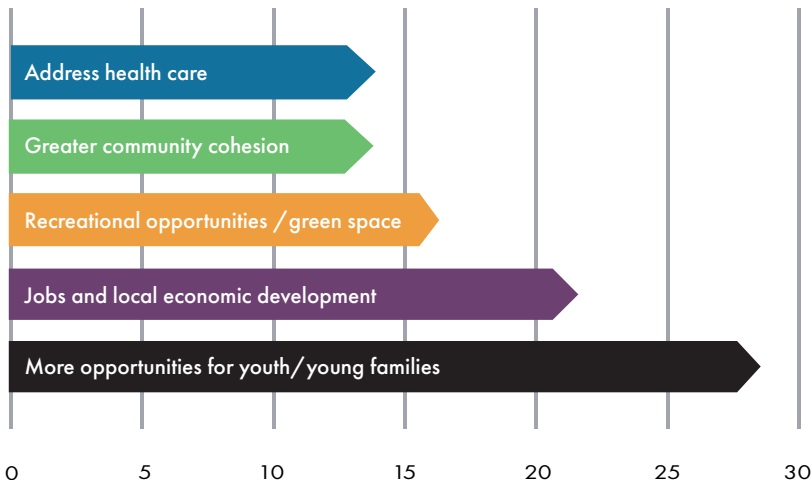 Address health care
Greater community cohesion
Recreational opportunities /green space
Jobs and local economic development
More opportunities for youth/young families
0 5 10 15 20 25 30